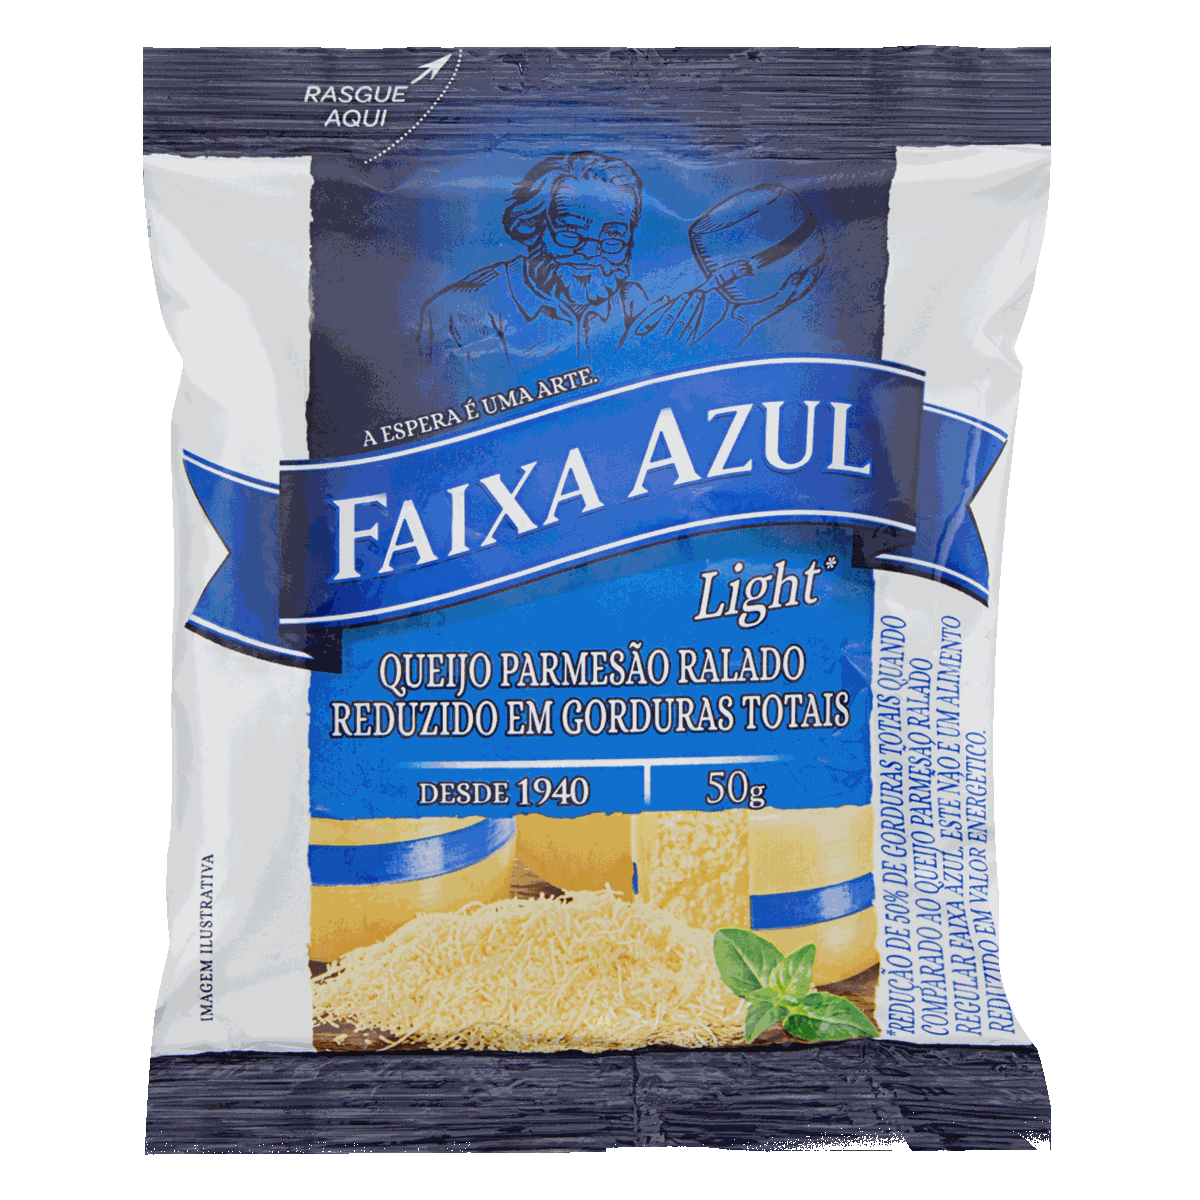 RASGUE
AQUI
A ESPERA É UMA ARTE.
FAIXA AZUL
Light*
QUEIJO PARMESÃO RALADO
REDUZIDO EM GORDURAS TOTAIS
DESDE 1940
50g
IMAGEM ILUSTRATIVA
*REDUÇÃO DE 50% DE GORDURAS TOTAIS QUANDO
COMPARADO AO QUEIJO PARMESÃO RALADO
REGULAR FAIXA AZUL. ESTE NÃO É UM ALIMENTO
REDUZIDO EM VALOR ENERGÉTICO.